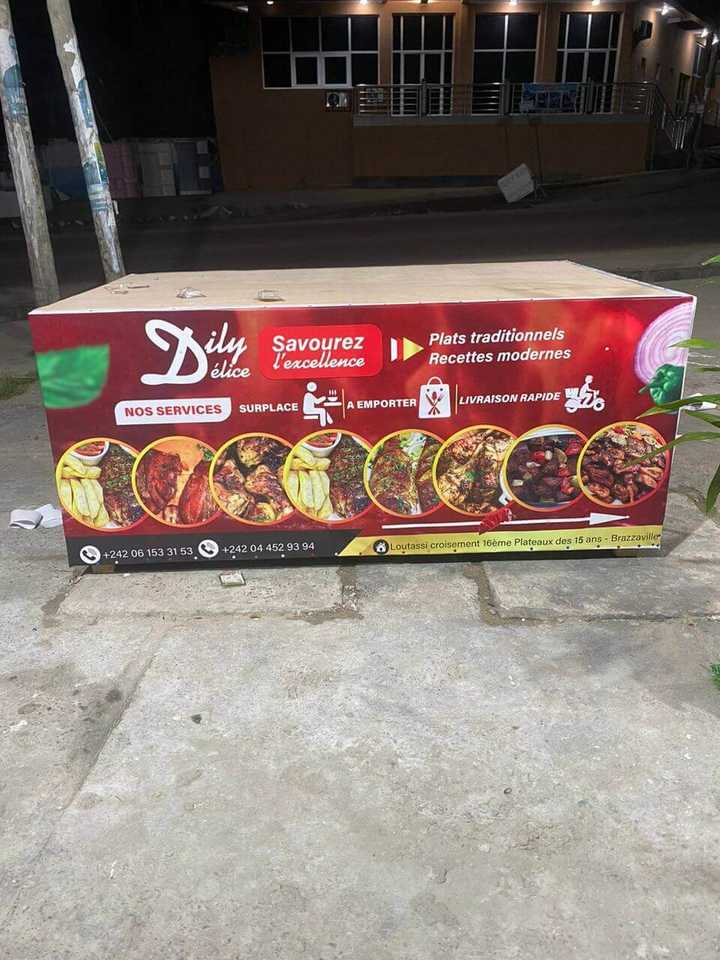 Dily
Délice
Savourez
l'excellence
Plats traditionnels
Recettes modernes
NOS SERVICES
SURPLACE
A EMPORTER
LIVRAISON RAPIDE
+242 06 153 31 53
+242 04 452 93 94
Loutassi croisement 16ème Plateaux des 15 ans - Brazzaville